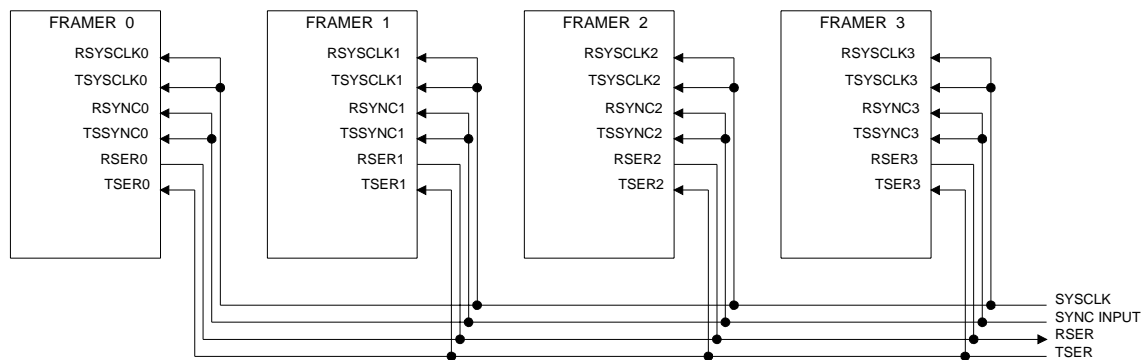 FRAMER 0
RSYSCLK0
TSYSCLK0
RSYNC0
TSSYNC0
RSER0
TSER0
FRAMER 1
RSYSCLK1
TSYSCLK1
RSYNC1
TSSYNC1
RSER1
TSER1
FRAMER 2
RSYSCLK2
TSYSCLK2
RSYNC2
TSSYNC2
RSER2
TSER2
FRAMER 3
RSYSCLK3
TSYSCLK3
RSYNC3
TSSYNC3
RSER3
TSER3
SYSCLK
SYNC INPUT
RSER
TSER